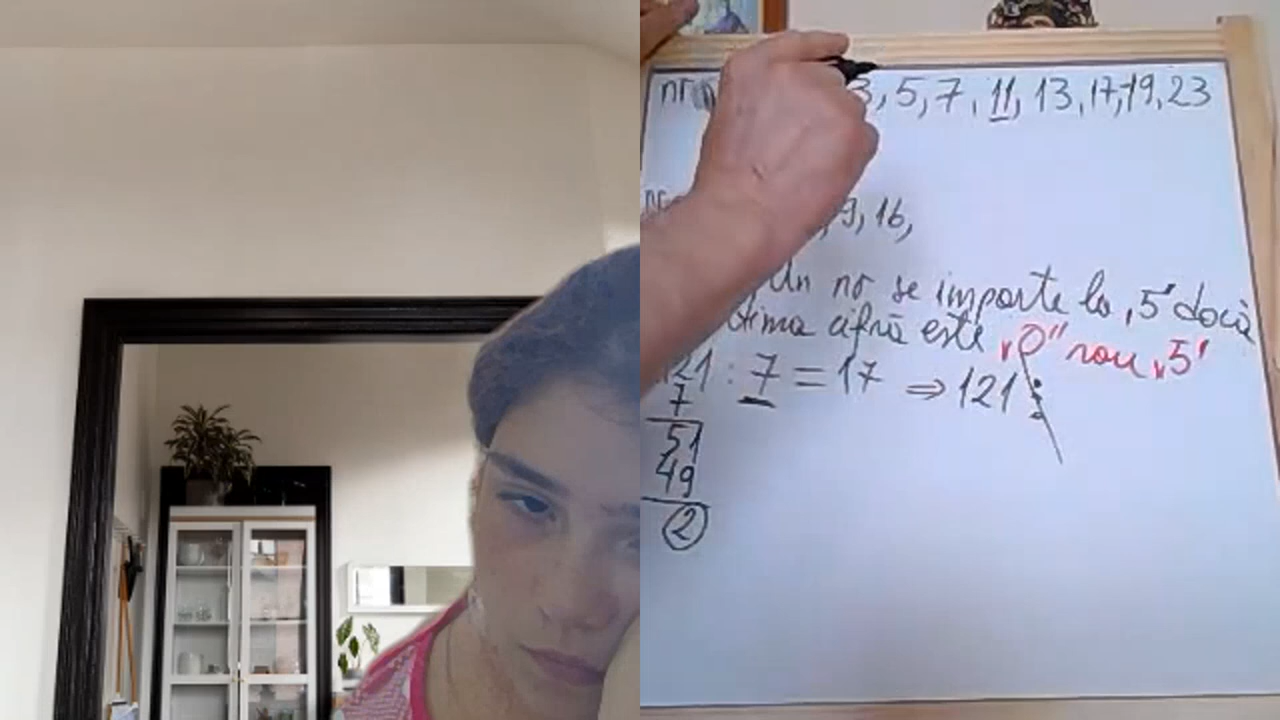 nr 3, 5, 7, 11, 13, 17, 19, 23
9, 16,
Un nr se imparte la „5" dacă
ultima cifră este „0" sau „5"
121 : 7 = 17 ⇒ 121 ⋮
7
51
49
2